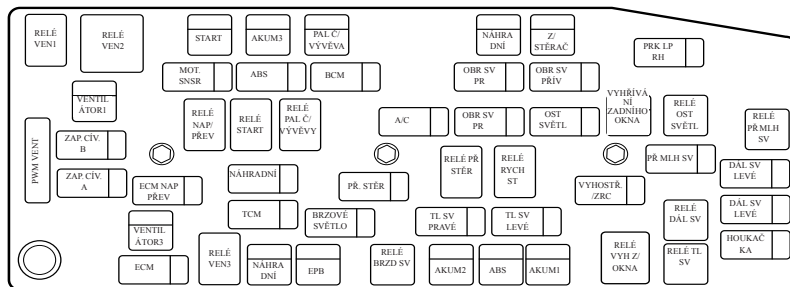 RELÉ
VEN1
RELÉ
VEN2
START
AKUM3
PAL Č/
VÝVĚVA
NÁHRA
DNÍ
Z/
STĚRAČ
PRK LP
RH
MOT.
SNSR
ABS
BCM
OBR SV
PR
OBR SV
PŘÍV
VENTIL
ÁTOR1
RELÉ
NAP/
PŘEV
RELÉ
START
RELÉ
PAL Č/
VÝVĚVY
A/C
OBR SV
PR
OST
SVĚTL
VYHŘÍVÁ
NÍ
ZADNÍHO
OKNA
RELÉ
OST
SVĚTL
RELÉ
PŘ MLH
SV
PWM VENT
ZAP. CÍV.
B
ZAP. CÍV.
A
ECM NAP
PŘEV
NÁHRADNÍ
PŘ. STĚR
RELÉ PŘ
STĚR
RELÉ
RYCH
ST
PŘ MLH SV
VYHOSTŘ.
/ZRC
DÁL SV
LEVÉ
VENTIL
ÁTOR3
TCM
BRZOVÉ
SVĚTLO
TL SV
PRAVÉ
TL SV
LEVÉ
RELÉ
DÁL SV
DÁL SV
LEVÉ
ECM
RELÉ
VEN3
NÁHRA
DNÍ
EPB
RELÉ
BRZD SV
AKUM2
ABS
AKUM1
RELÉ
VYH Z/
OKNA
RELÉ TL
SV
HOUKAČ
KA